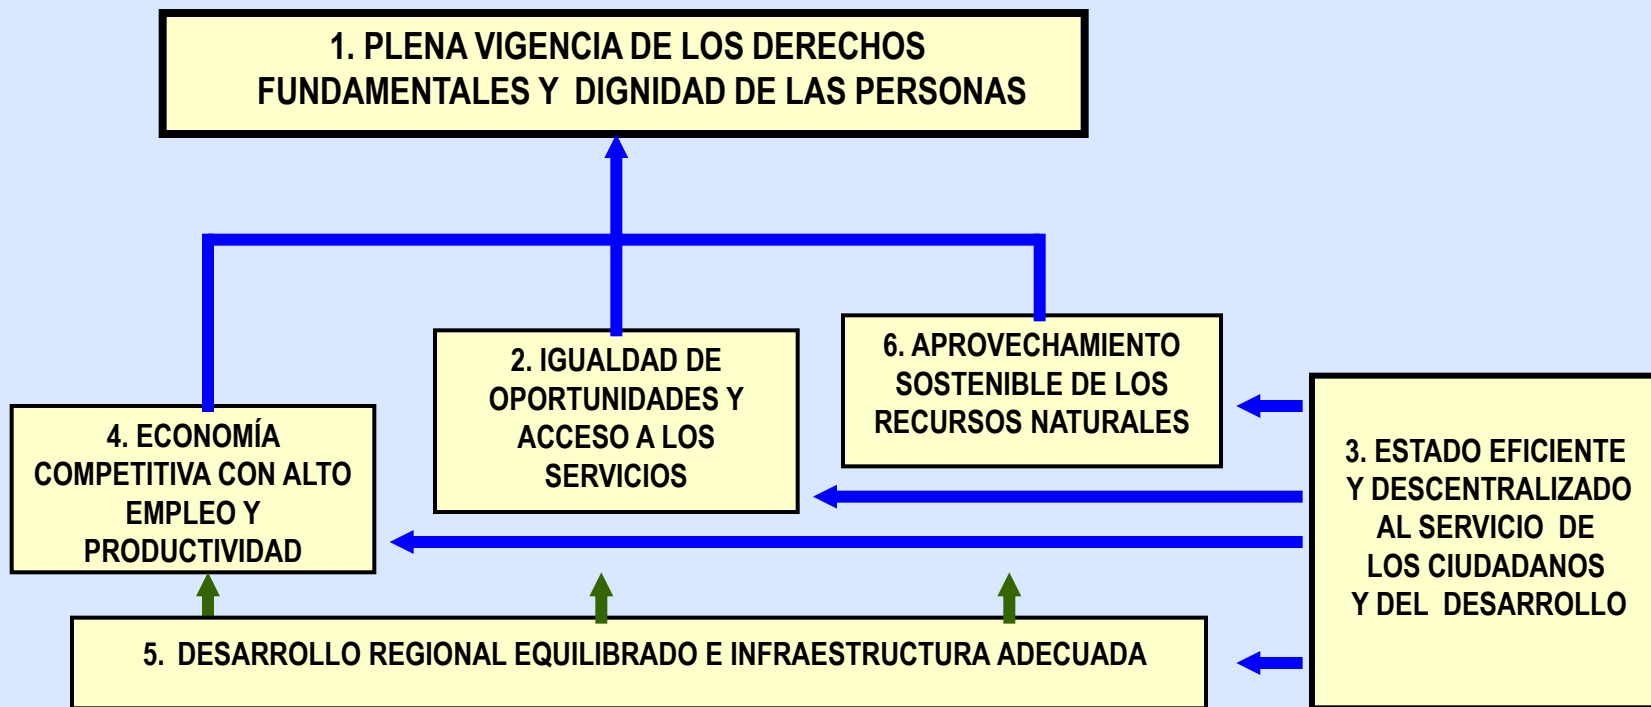 1. PLENA VIGENCIA DE LOS DERECHOS
FUNDAMENTALES Y DIGNIDAD DE LAS PERSONAS
2. IGUALDAD DE
OPORTUNIDADES Y
ACCESO A LOS
SERVICIOS
6. APROVECHAMIENTO
SOSTENIBLE DE LOS
RECURSOS NATURALES
4. ECONOMÍA
COMPETITIVA CON ALTO
EMPLEO Y
PRODUCTIVIDAD
3. ESTADO EFICIENTE
Y DESCENTRALIZADO
AL SERVICIO DE
LOS CIUDADANOS
Y DEL DESARROLLO
5. DESARROLLO REGIONAL EQUILIBRADO E INFRAESTRUCTURA ADECUADA